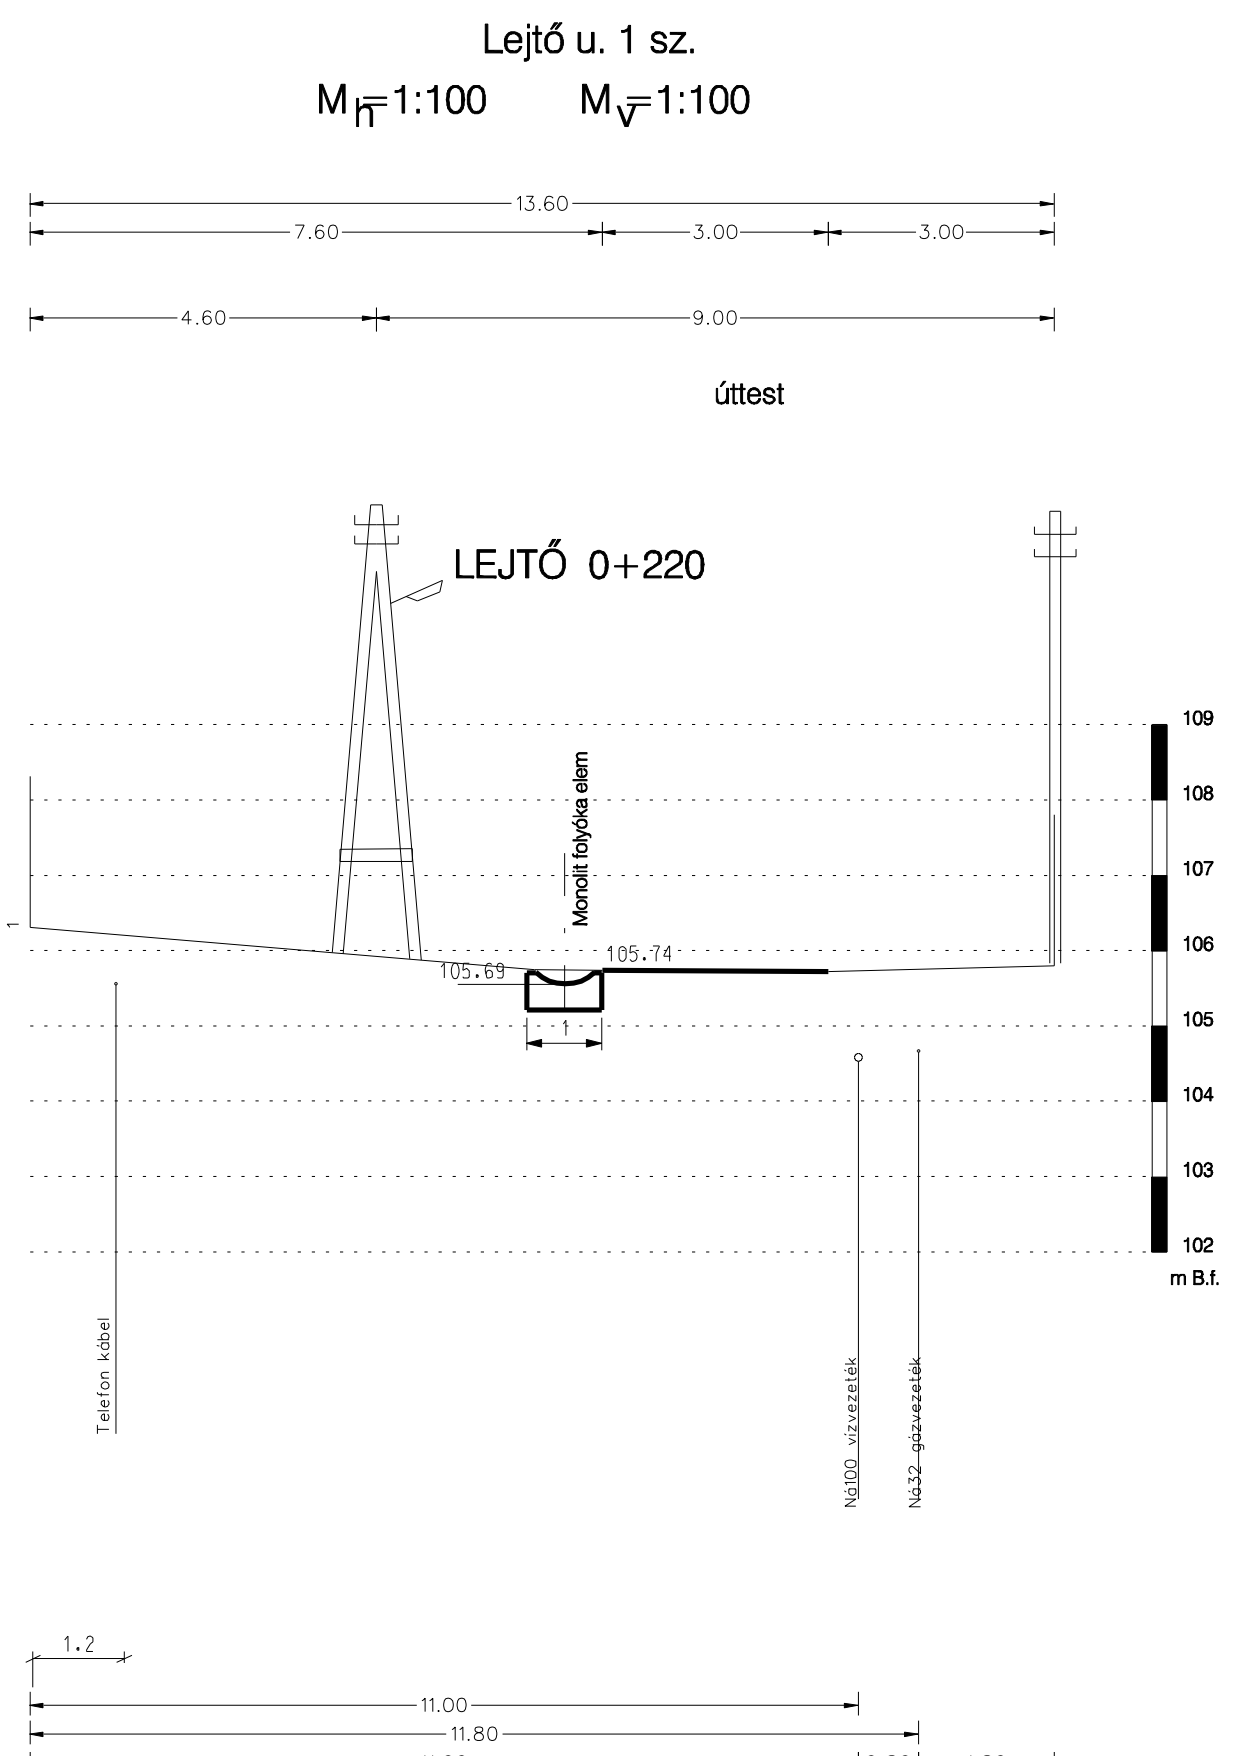 Lejtő u. 1 sz.
Mh=1:100 Mv=1:100
13.60
7.60 3.00 3.00
4.60 9.00
úttest
LEJTŐ 0+220
109
Monolit folyóka elem
108
107
1
106
105.74
105.69
105
1
104
103
102
m B.f.
Telefon kábel
Ná100 vízvezeték
Ná32 gázvezeték
1.2
11.00
11.80